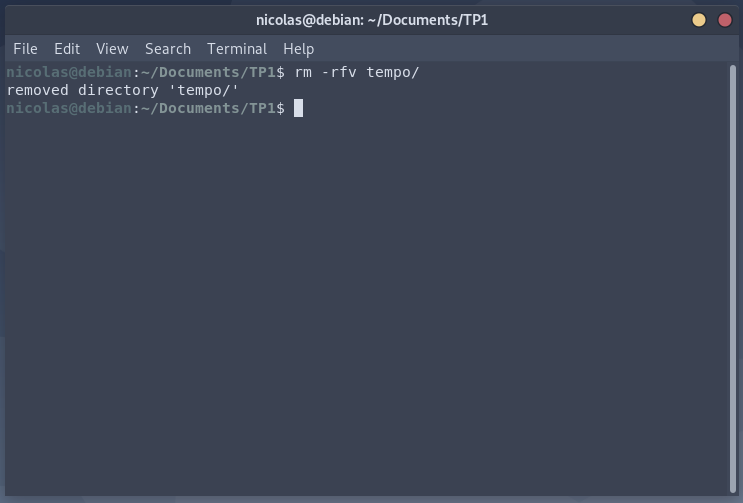 nicolas@debian: ~/Documents/TP1
File Edit View Search Terminal Help
nicolas@debian:~/Documents/TP1$ rm -rfv tempo/
removed directory 'tempo/'
nicolas@debian:~/Documents/TP1$